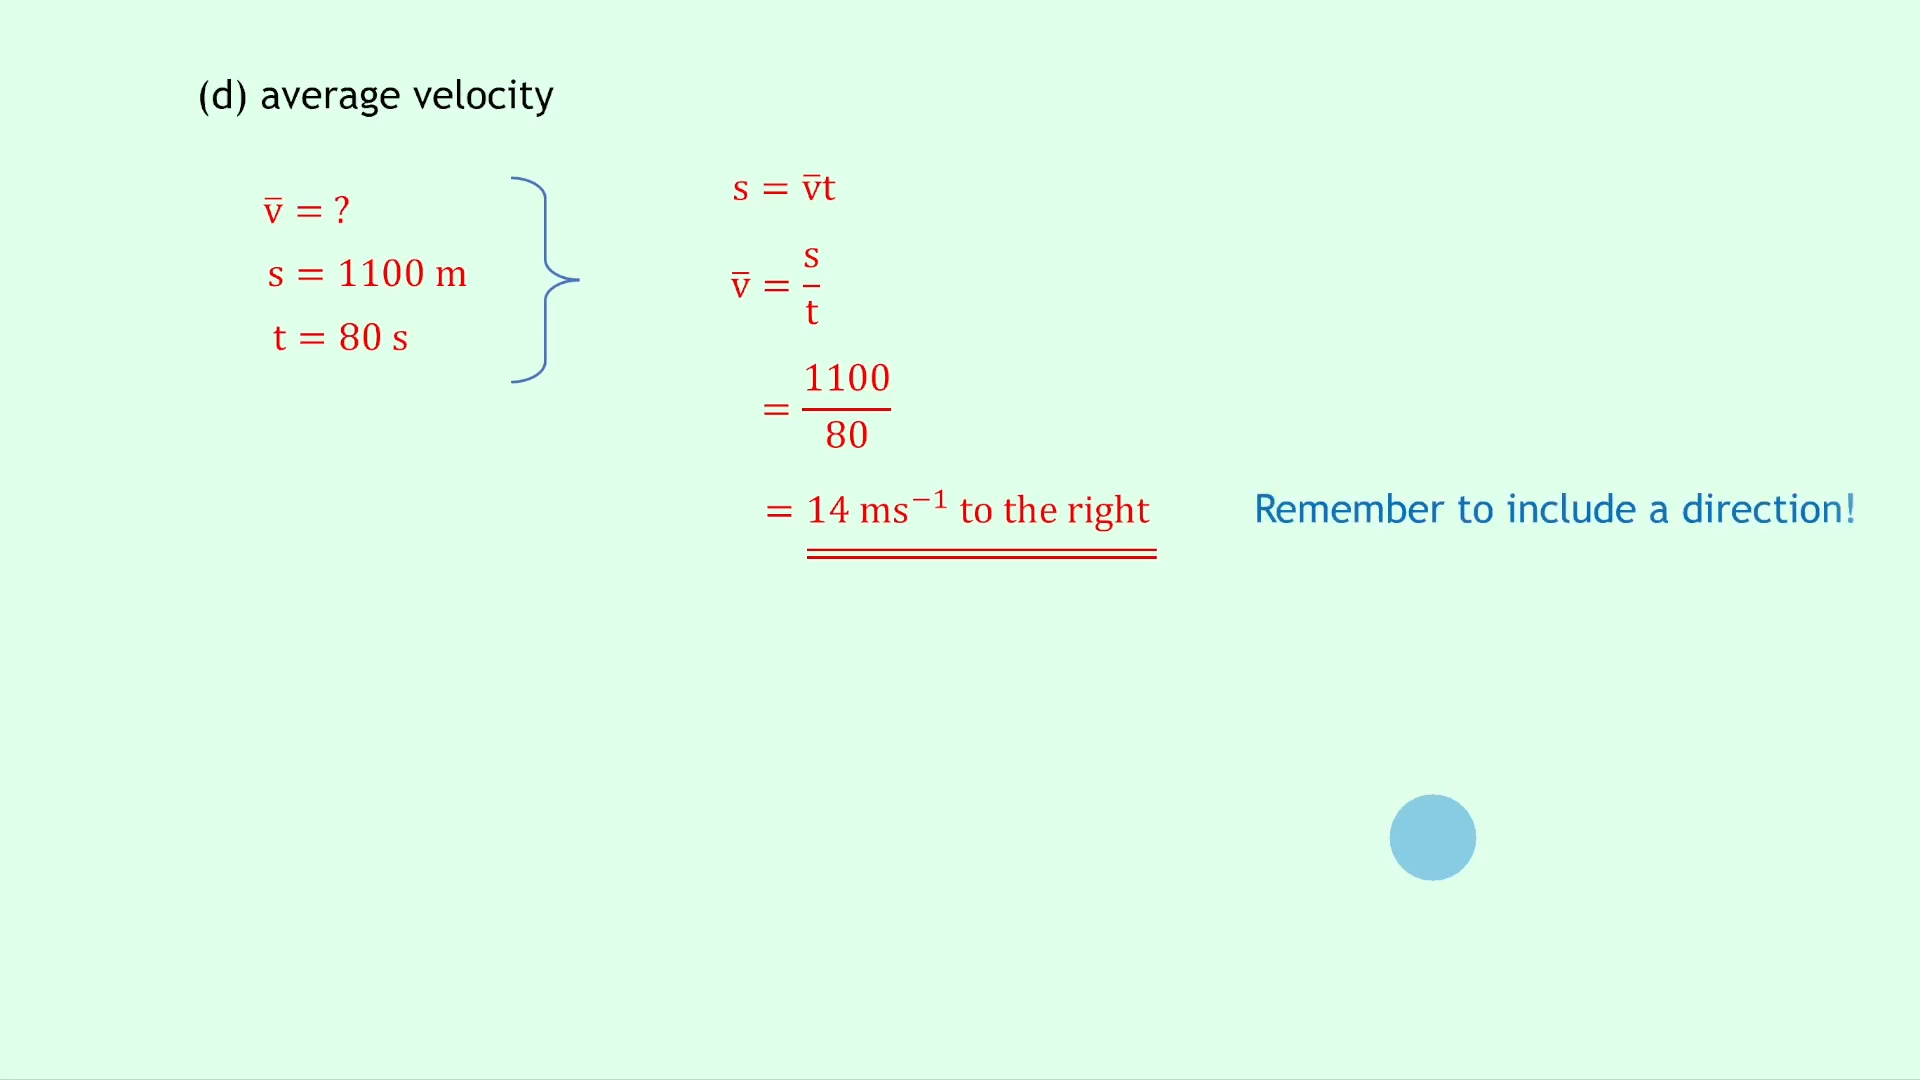 (d) average velocity
v̄ = ?
s = 1100 m
t = 80 s
s = v̄t
v̄ = s/t
= 1100/80
= 14 ms⁻¹ to the right
Remember to include a direction!